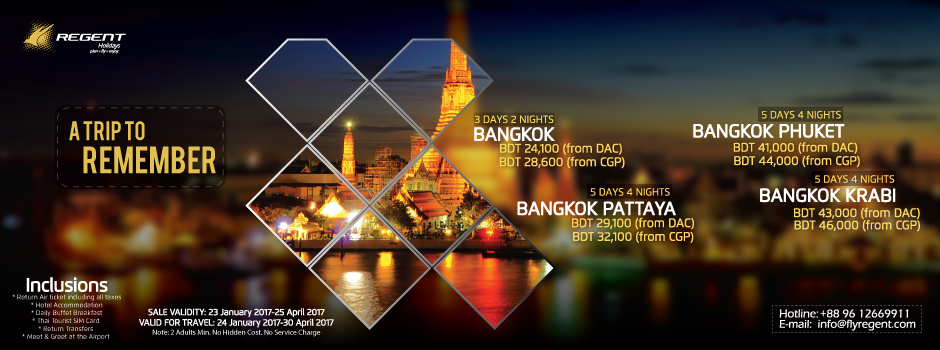 REGENT
Holidays
plan • fly • enjoy
A TRIP TO
REMEMBER
3 DAYS 2 NIGHTS
BANGKOK
BDT 24,100 (from DAC)
BDT 28,600 (from CGP)
5 DAYS 4 NIGHTS
BANGKOK PHUKET
BDT 41,000 (from DAC)
BDT 44,000 (from CGP)
5 DAYS 4 NIGHTS
BANGKOK PATTAYA
BDT 29,100 (from DAC)
BDT 32,100 (from CGP)
5 DAYS 4 NIGHTS
BANGKOK KRABI
BDT 43,000 (from DAC)
BDT 46,000 (from CGP)
Inclusions
* Return Air ticket including all taxes
* Hotel Accommodation
* Daily Buffet Breakfast
* Thai Tourist SIM Card
* Return Transfers
* Meet & Greet at the Airport
SALE VALIDITY: 23 January 2017-25 April 2017
VALID FOR TRAVEL: 24 January 2017-30 April 2017
Note: 2 Adults Min. No Hidden Cost, No Service Charge
Hotline: +88 96 12669911
E-mail: info@flyregent.com